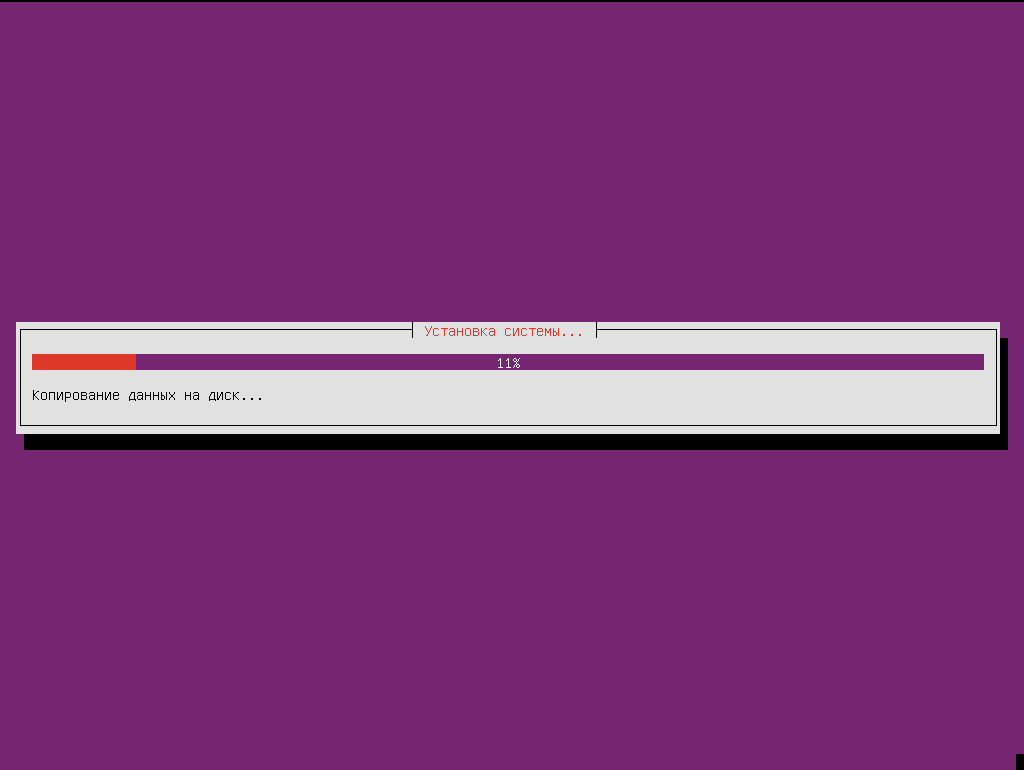 Установка системы...
11%
Копирование данных на диск...